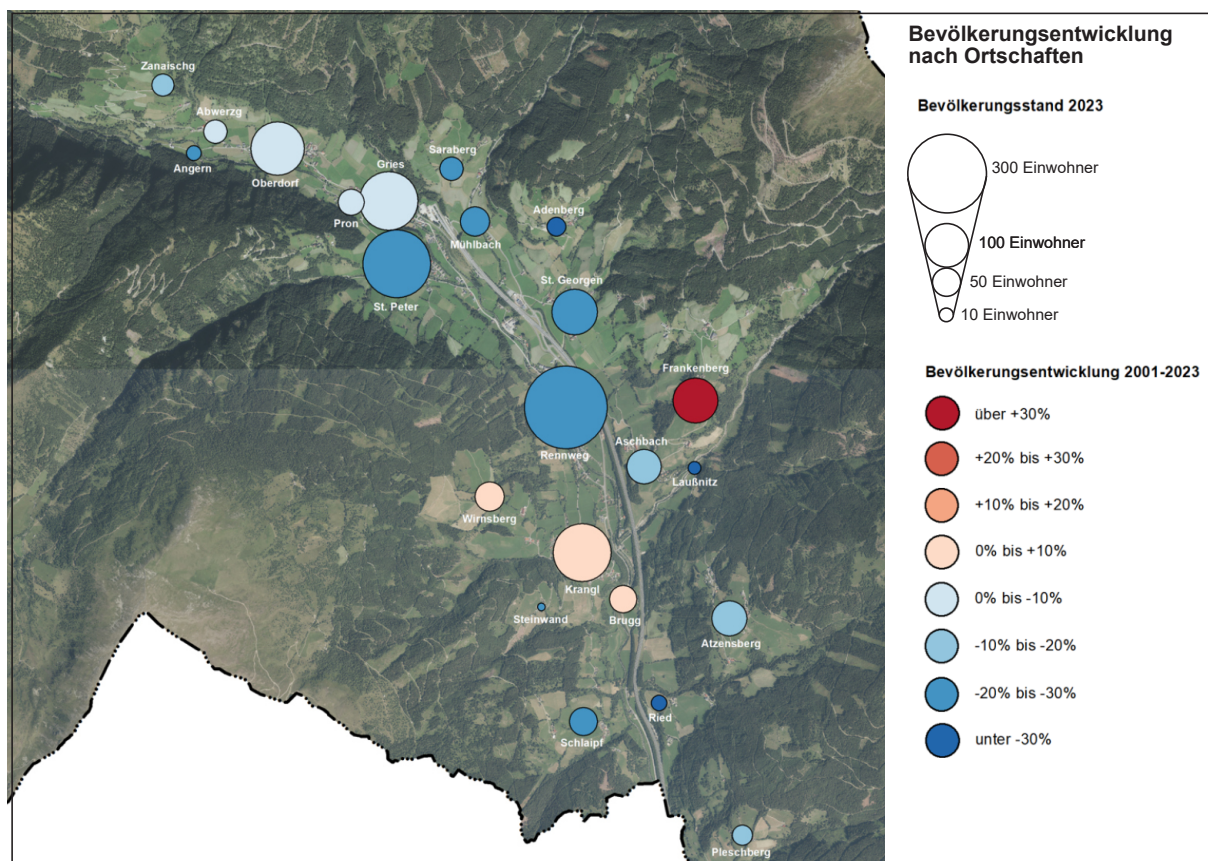 Bevölkerungsentwicklung
nach Ortschaften
Bevölkerungsstand 2023
300 Einwohner
100 Einwohner
50 Einwohner
10 Einwohner
Bevölkerungsentwicklung 2001-2023
über +30%
+20% bis +30%
+10% bis +20%
0% bis +10%
0% bis -10%
-10% bis -20%
-20% bis -30%
unter -30%
Zanaischg
Abwerzg
Angern
Oberdorf
Gries
Pron
St. Peter
Saraberg
Mühlbach
Adenberg
St. Georgen
Frankenberg
Rennweg
Aschbach
Laußnitz
Wirnsberg
Krangl
Steinwand
Brugg
Atzensberg
Ried
Schlaipf
Pleschberg